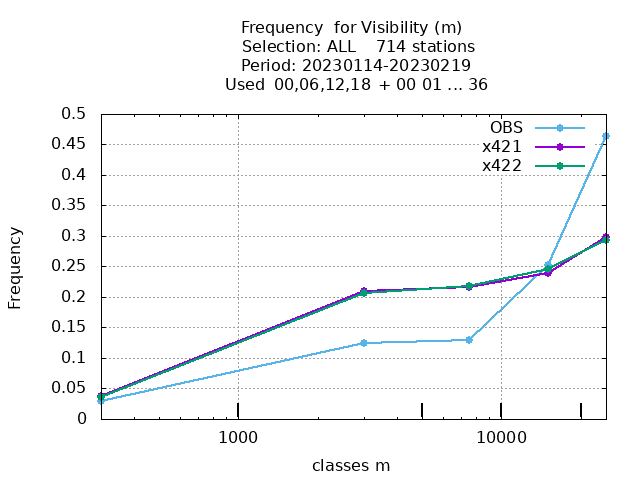 Frequency  for Visibility (m)
Selection: ALL    714 stations
Period: 20230114-20230219
Used  00,06,12,18  + 00 01 ... 36
0.5
0.45
0.4
0.35
0.3
0.25
0.2
0.15
0.1
0.05
0
Frequency
OBS
x421
x422
1000
10000
classes m